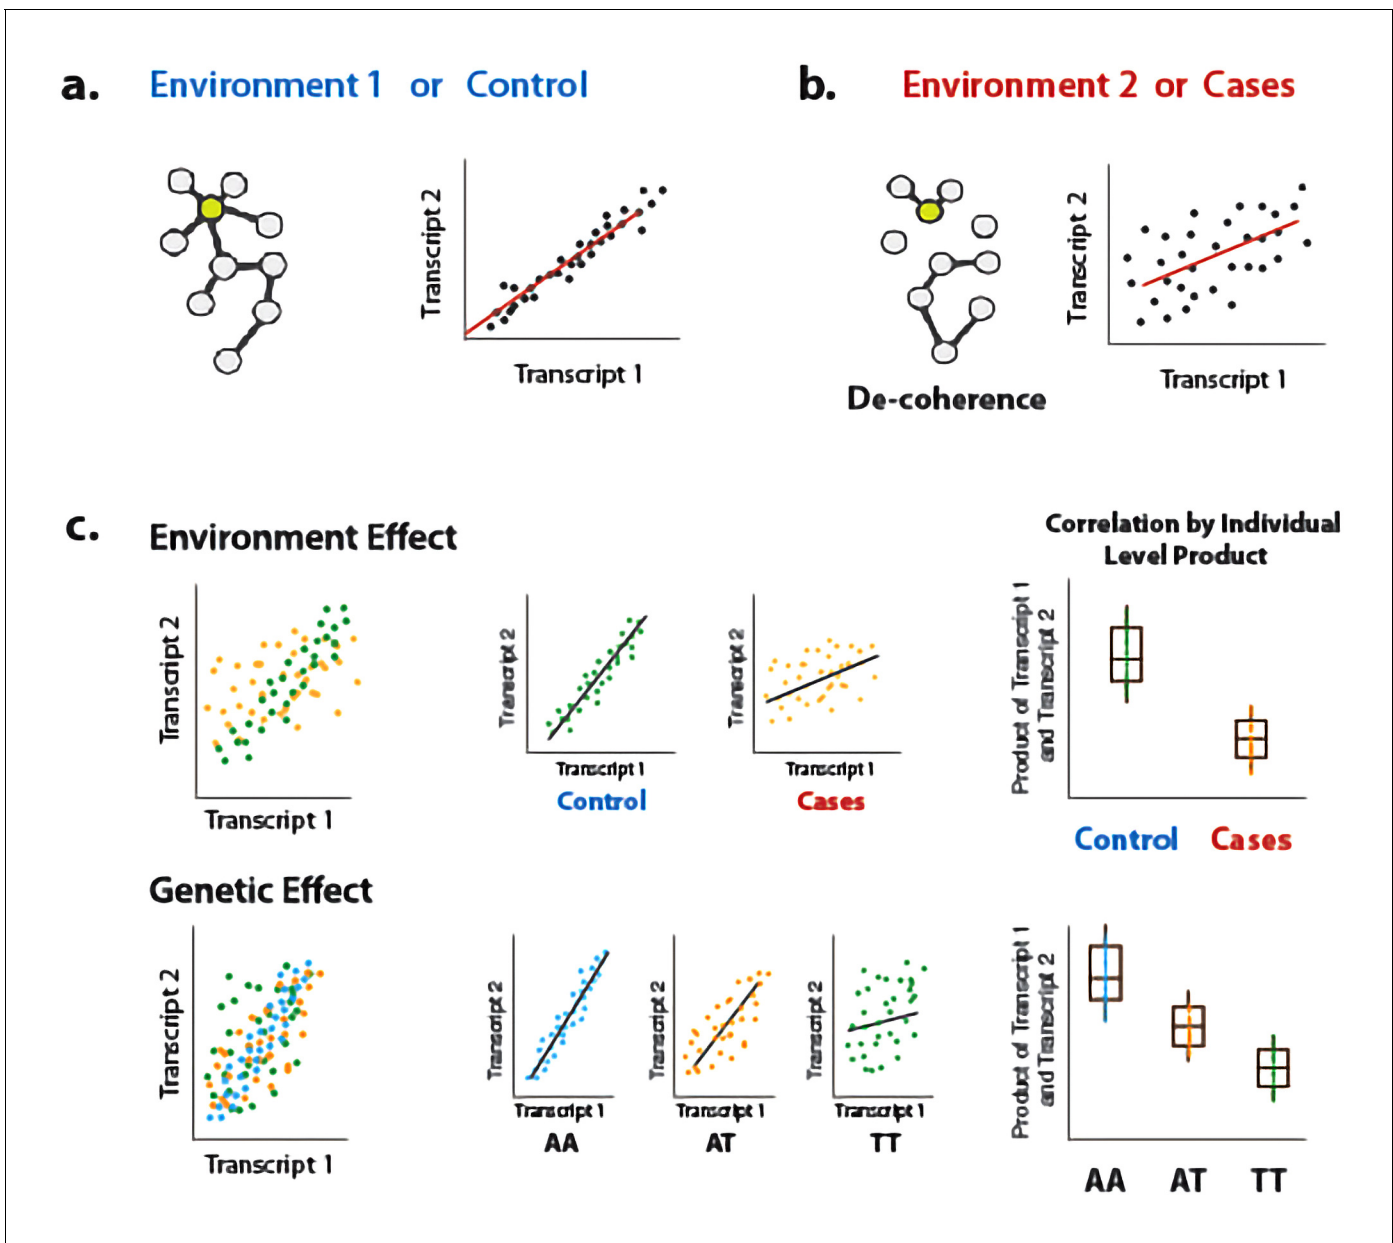 a. Environment 1 or Control
b. Environment 2 or Cases
Transcript 2
Transcript 1
De-coherence
Transcript 2
Transcript 1
c. Environment Effect
Correlation by Individual
Level Product
Transcript 2
Transcript 1
Transcript 2
Transcript 1
Control
Transcript 2
Transcript 1
Cases
Product of Transcript 1
and Transcript 2
Control Cases
Genetic Effect
Transcript 2
Transcript 1
Transcript 2
Transcript 1
AA
Transcript 2
Transcript 1
AT
Transcript 2
Transcript 1
TT
Product of Transcript 1
and Transcript 2
AA AT TT